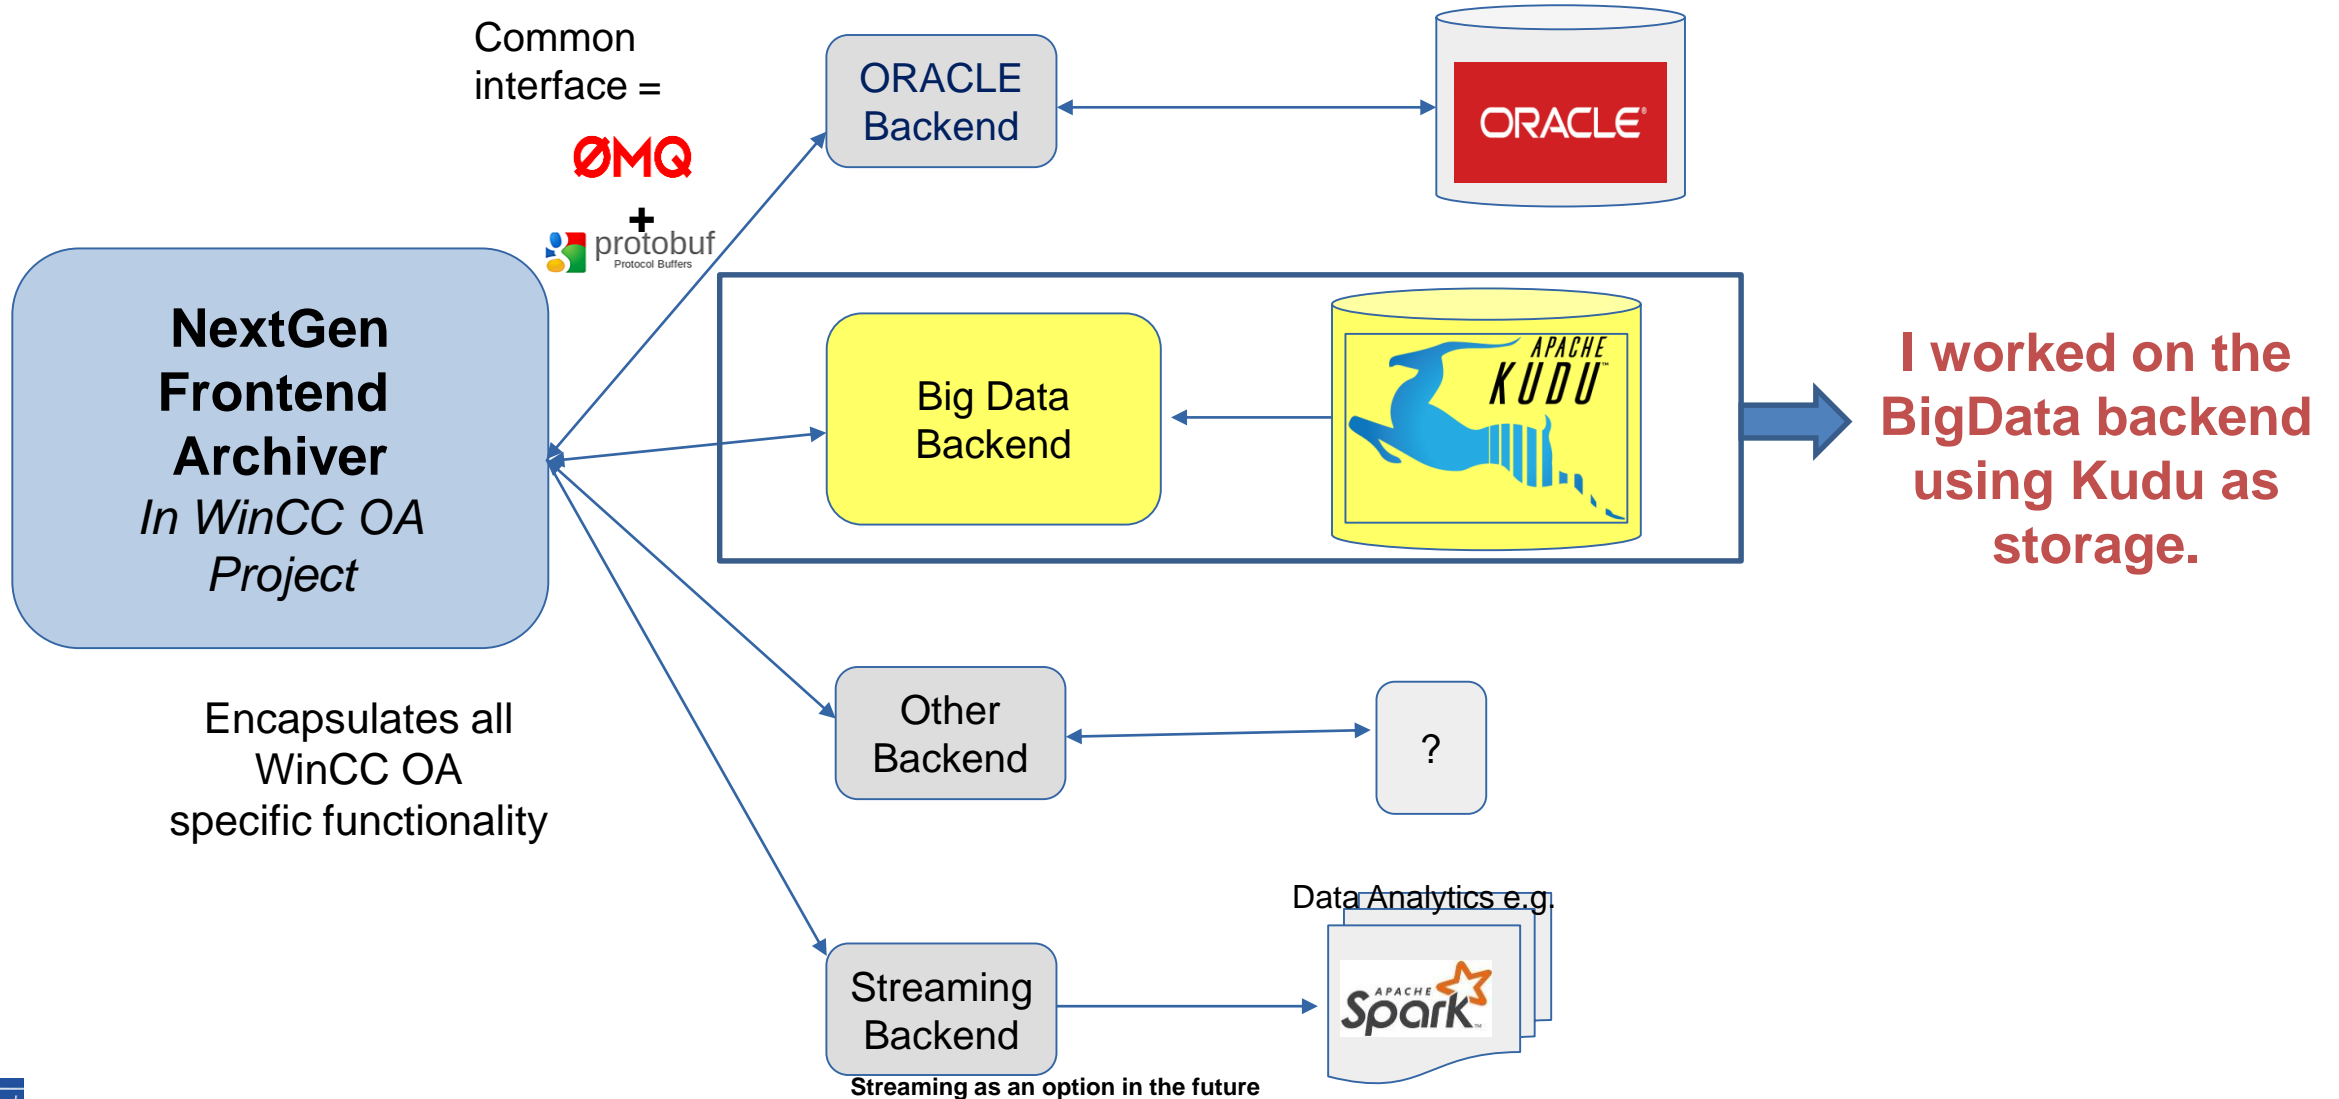 Common
interface =
ØMQ
+
protobuf
Protocol Buffers
ORACLE
Backend
ORACLE®
NextGen
Frontend
Archiver
In WinCC OA
Project
Big Data
Backend
APACHE
KUDU™
I worked on the
BigData backend
using Kudu as
storage.
Encapsulates all
WinCC OA
specific functionality
Other
Backend
?
Data Analytics e.g.
Streaming
Backend
APACHE
Spark™
Streaming as an option in the future